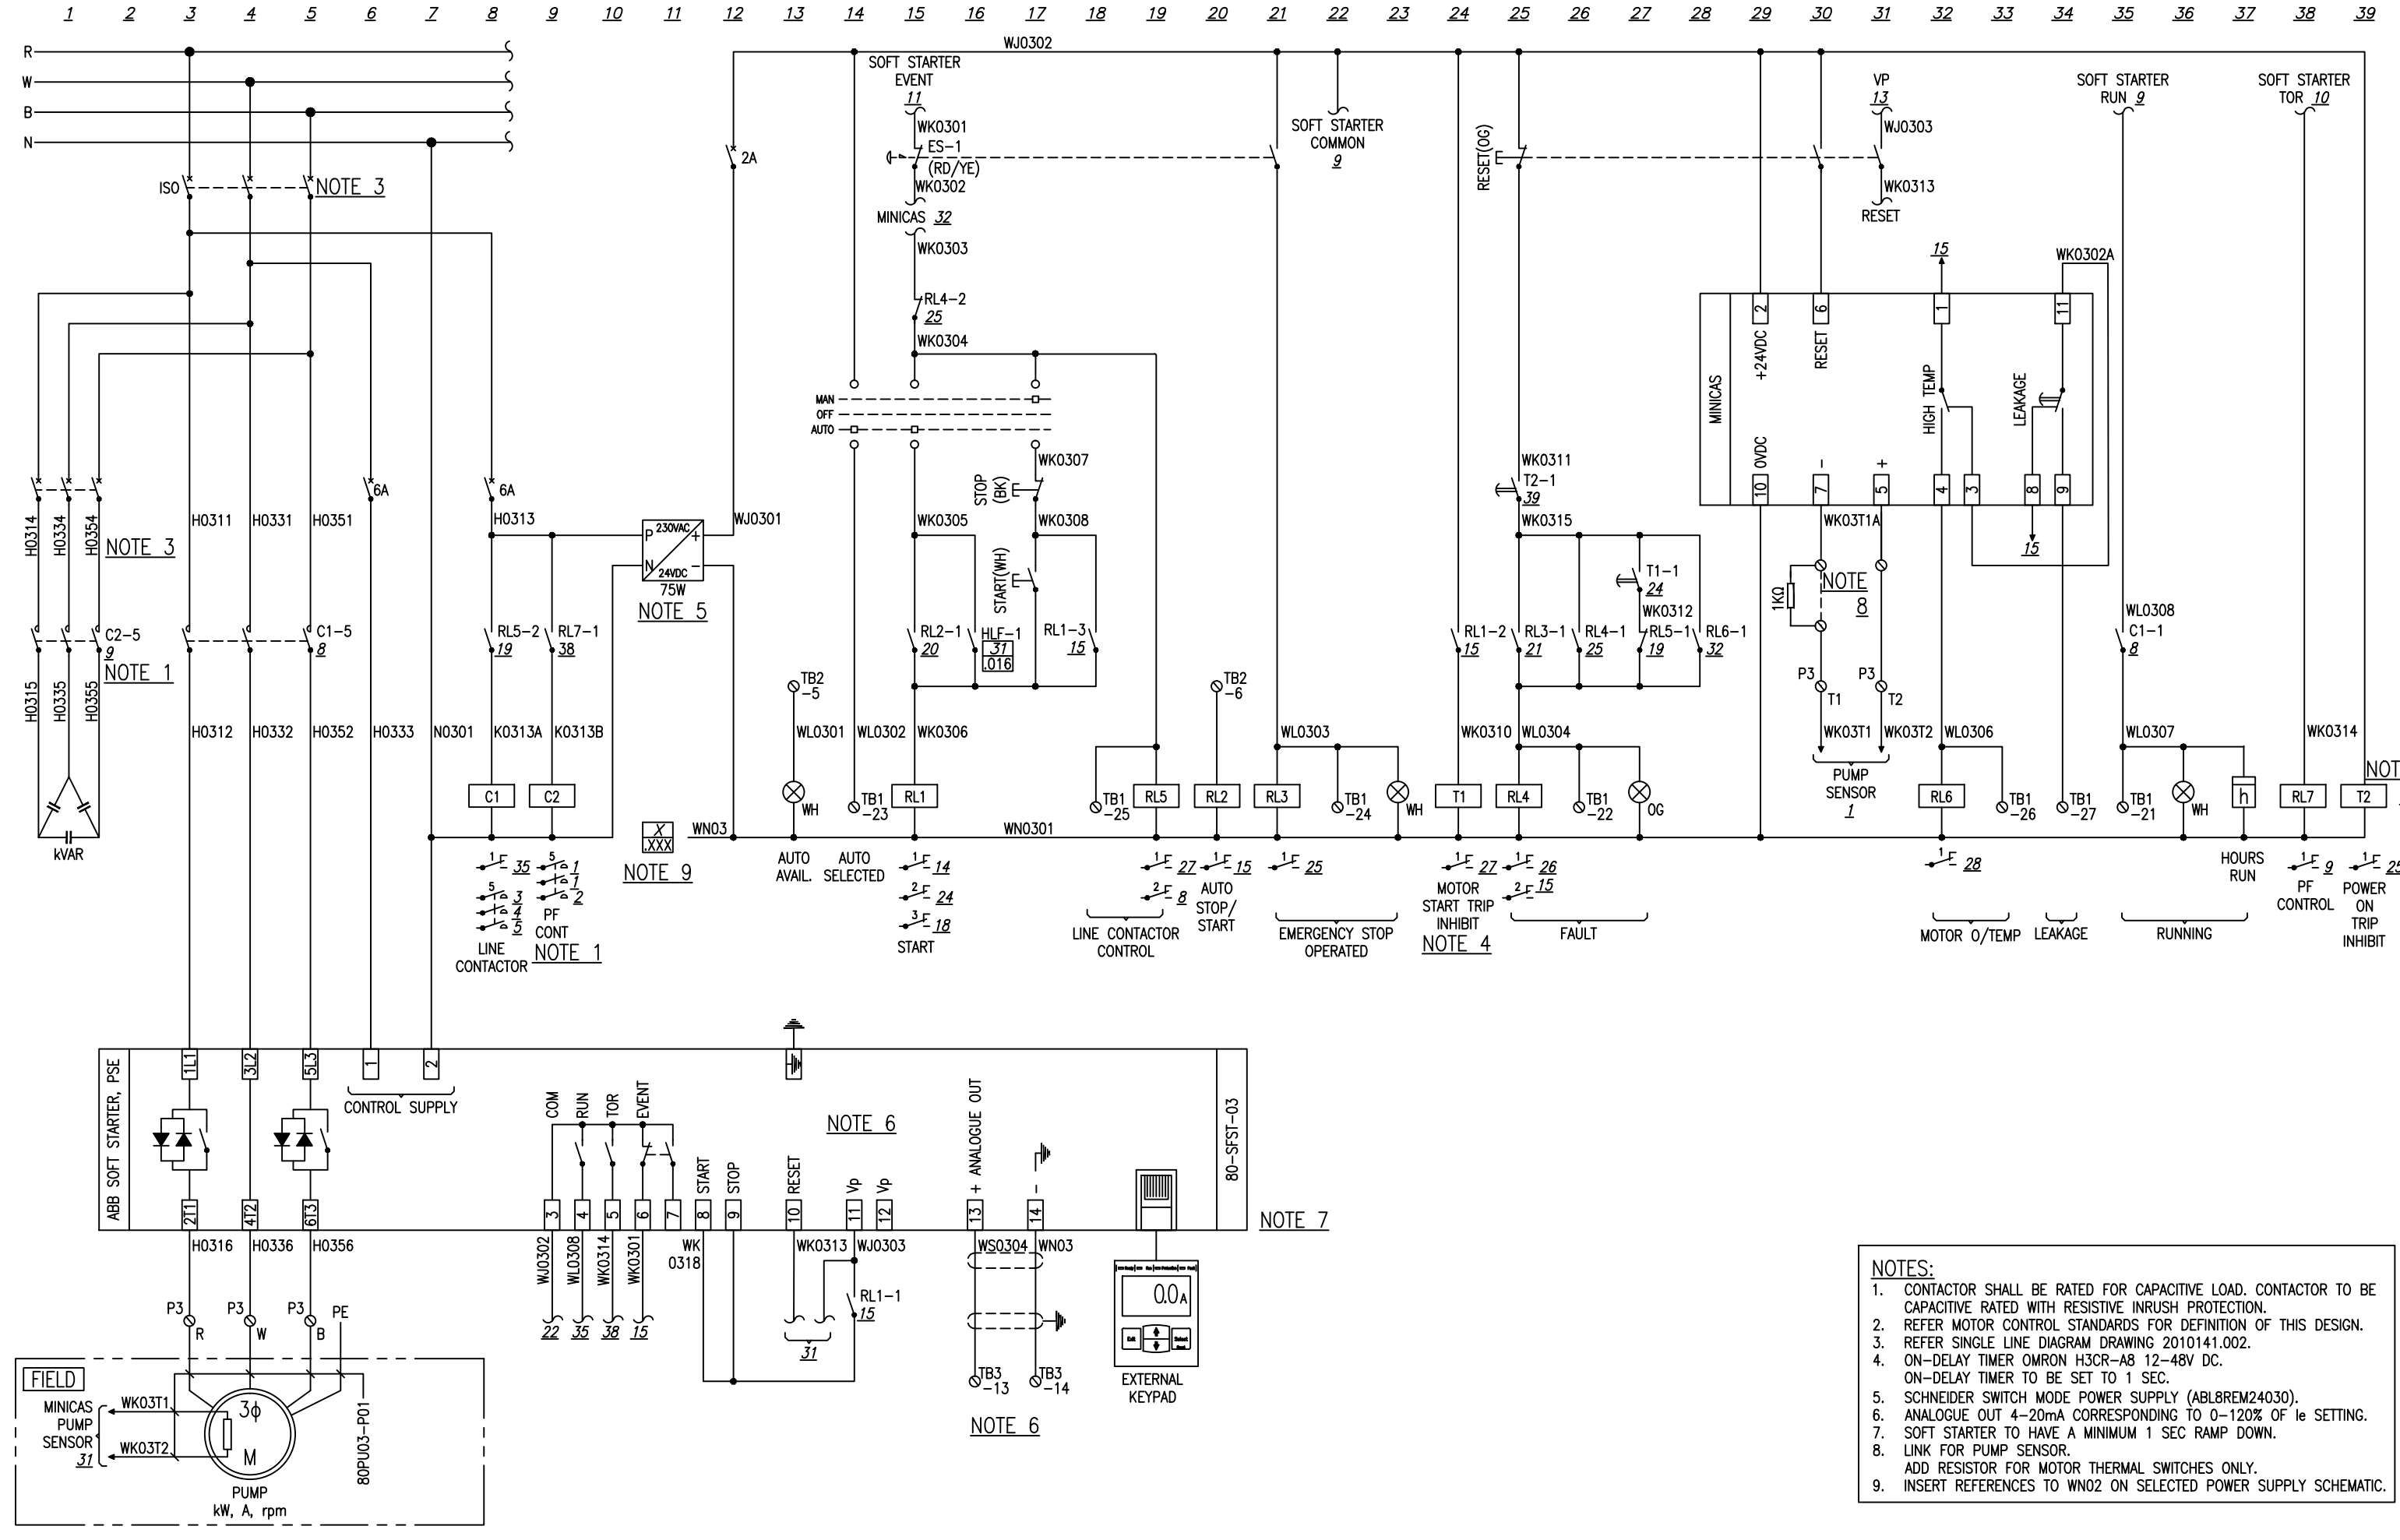 1 2 3 4 5 6 7 8 9 10 11 12 13 14 15 16 17 18 19 20 21 22 23 24 25 26 27 28 29 30 31 32 33 34 35 36 37 38 39
R
W
B
N
ISO
NOTE 3
H0314
H0334
H0354
NOTE 3
C2-5
9
NOTE 1
H0315
H0335
H0355
kVAR
H0311
H0331
H0351
C1-5
8
H0312
H0332
H0352
6A
H0333
N0301
6A
H0313
RL5-2
19
RL7-1
38
K0313A
K0313B
C1
C2
1
35
5
3
4
5
LINE
CONTACTOR
5
1
1
2
PF
CONT
NOTE 1
P
230VAC
+
N
24VDC
-
75W
NOTE 5
X
.XXX
NOTE 9
WN03
2A
WJ0301
WJ0302
WN0301
TB2
-5
WL0301
WH
AUTO
AVAIL.
WL0302
TB1
-23
AUTO
SELECTED
SOFT STARTER
EVENT
11
WK0301
ES-1
(RD/YE)
WK0302
MINICAS 32
WK0303
RL4-2
25
WK0304
MAN
OFF
AUTO
WK0305
RL2-1
20
HLF-1
31
.016
WK0306
RL1
1
14
2
24
3
18
START
WK0307
STOP
(BK)
WK0308
START(WH)
RL1-3
15
TB1
-25
RL5
1
27
2
8
LINE CONTACTOR
CONTROL
TB2
-6
RL2
1
15
AUTO
STOP/
START
WL0303
RL3
1
25
TB1
-24
WH
EMERGENCY STOP
OPERATED
SOFT STARTER
COMMON
9
WK0310
RL1-2
15
T1
1
27
MOTOR
START TRIP
INHIBIT
NOTE 4
RESET(OG)
WK0311
T2-1
39
WK0315
RL3-1
21
RL4-1
25
T1-1
24
WK0312
RL5-1
19
RL6-1
32
WL0304
RL4
1
26
2
15
TB1
-22
OG
FAULT
VP
13
WJ0303
WK0313
RESET
MINICAS
2
+24VDC
6
RESET
1
15
HIGH TEMP
11
WK0302A
LEAKAGE
10
0VDC
7
-
5
+
4
3
8
9
15
WK03T1A
1KΩ
NOTE
8
P3
T1
P3
T2
WK03T1
WK03T2
PUMP
SENSOR
1
WL0306
RL6
1
28
TB1
-26
MOTOR O/TEMP
TB1
-27
LEAKAGE
SOFT STARTER
RUN 9
WL0308
C1-1
8
WL0307
TB1
-21
WH
h
HOURS
RUN
RUNNING
SOFT STARTER
TOR 10
WK0314
RL7
1
9
PF
CONTROL
NOT
T2
1
25
POWER
ON
TRIP
INHIBIT
ABB SOFT STARTER, PSE
1L1
3L2
5L3
1
2
CONTROL SUPPLY
2T1
4T2
6T3
COM
RUN
TOR
EVENT
3
4
5
6
7
START
8
STOP
9
RESET
10
Vp
11
Vp
12
NOTE 6
+ ANALOGUE OUT
13
-
14
80-SFST-03
NOTE 7
H0316
H0336
H0356
WJ0302
WL0308
WK0314
WK0301
22
35
38
15
WK
0318
WK0313
WJ0303
31
RL1-1
15
WS0304
WN03
TB3
-13
TB3
-14
NOTE 6
0.0A
Exit
Select
EXTERNAL
KEYPAD
P3
R
P3
W
P3
B
PE
FIELD
MINICAS
PUMP
SENSOR
31
WK03T1
WK03T2
3ϕ
M
80PU03-P01
PUMP
kW, A, rpm
NOTES:
1. CONTACTOR SHALL BE RATED FOR CAPACITIVE LOAD. CONTACTOR TO BE
CAPACITIVE RATED WITH RESISTIVE INRUSH PROTECTION.
2. REFER MOTOR CONTROL STANDARDS FOR DEFINITION OF THIS DESIGN.
3. REFER SINGLE LINE DIAGRAM DRAWING 2010141.002.
4. ON-DELAY TIMER OMRON H3CR-A8 12-48V DC.
ON-DELAY TIMER TO BE SET TO 1 SEC.
5. SCHNEIDER SWITCH MODE POWER SUPPLY (ABL8REM24030).
6. ANALOGUE OUT 4-20mA CORRESPONDING TO 0-120% OF Ie SETTING.
7. SOFT STARTER TO HAVE A MINIMUM 1 SEC RAMP DOWN.
8. LINK FOR PUMP SENSOR.
ADD RESISTOR FOR MOTOR THERMAL SWITCHES ONLY.
9. INSERT REFERENCES TO WN02 ON SELECTED POWER SUPPLY SCHEMATIC.